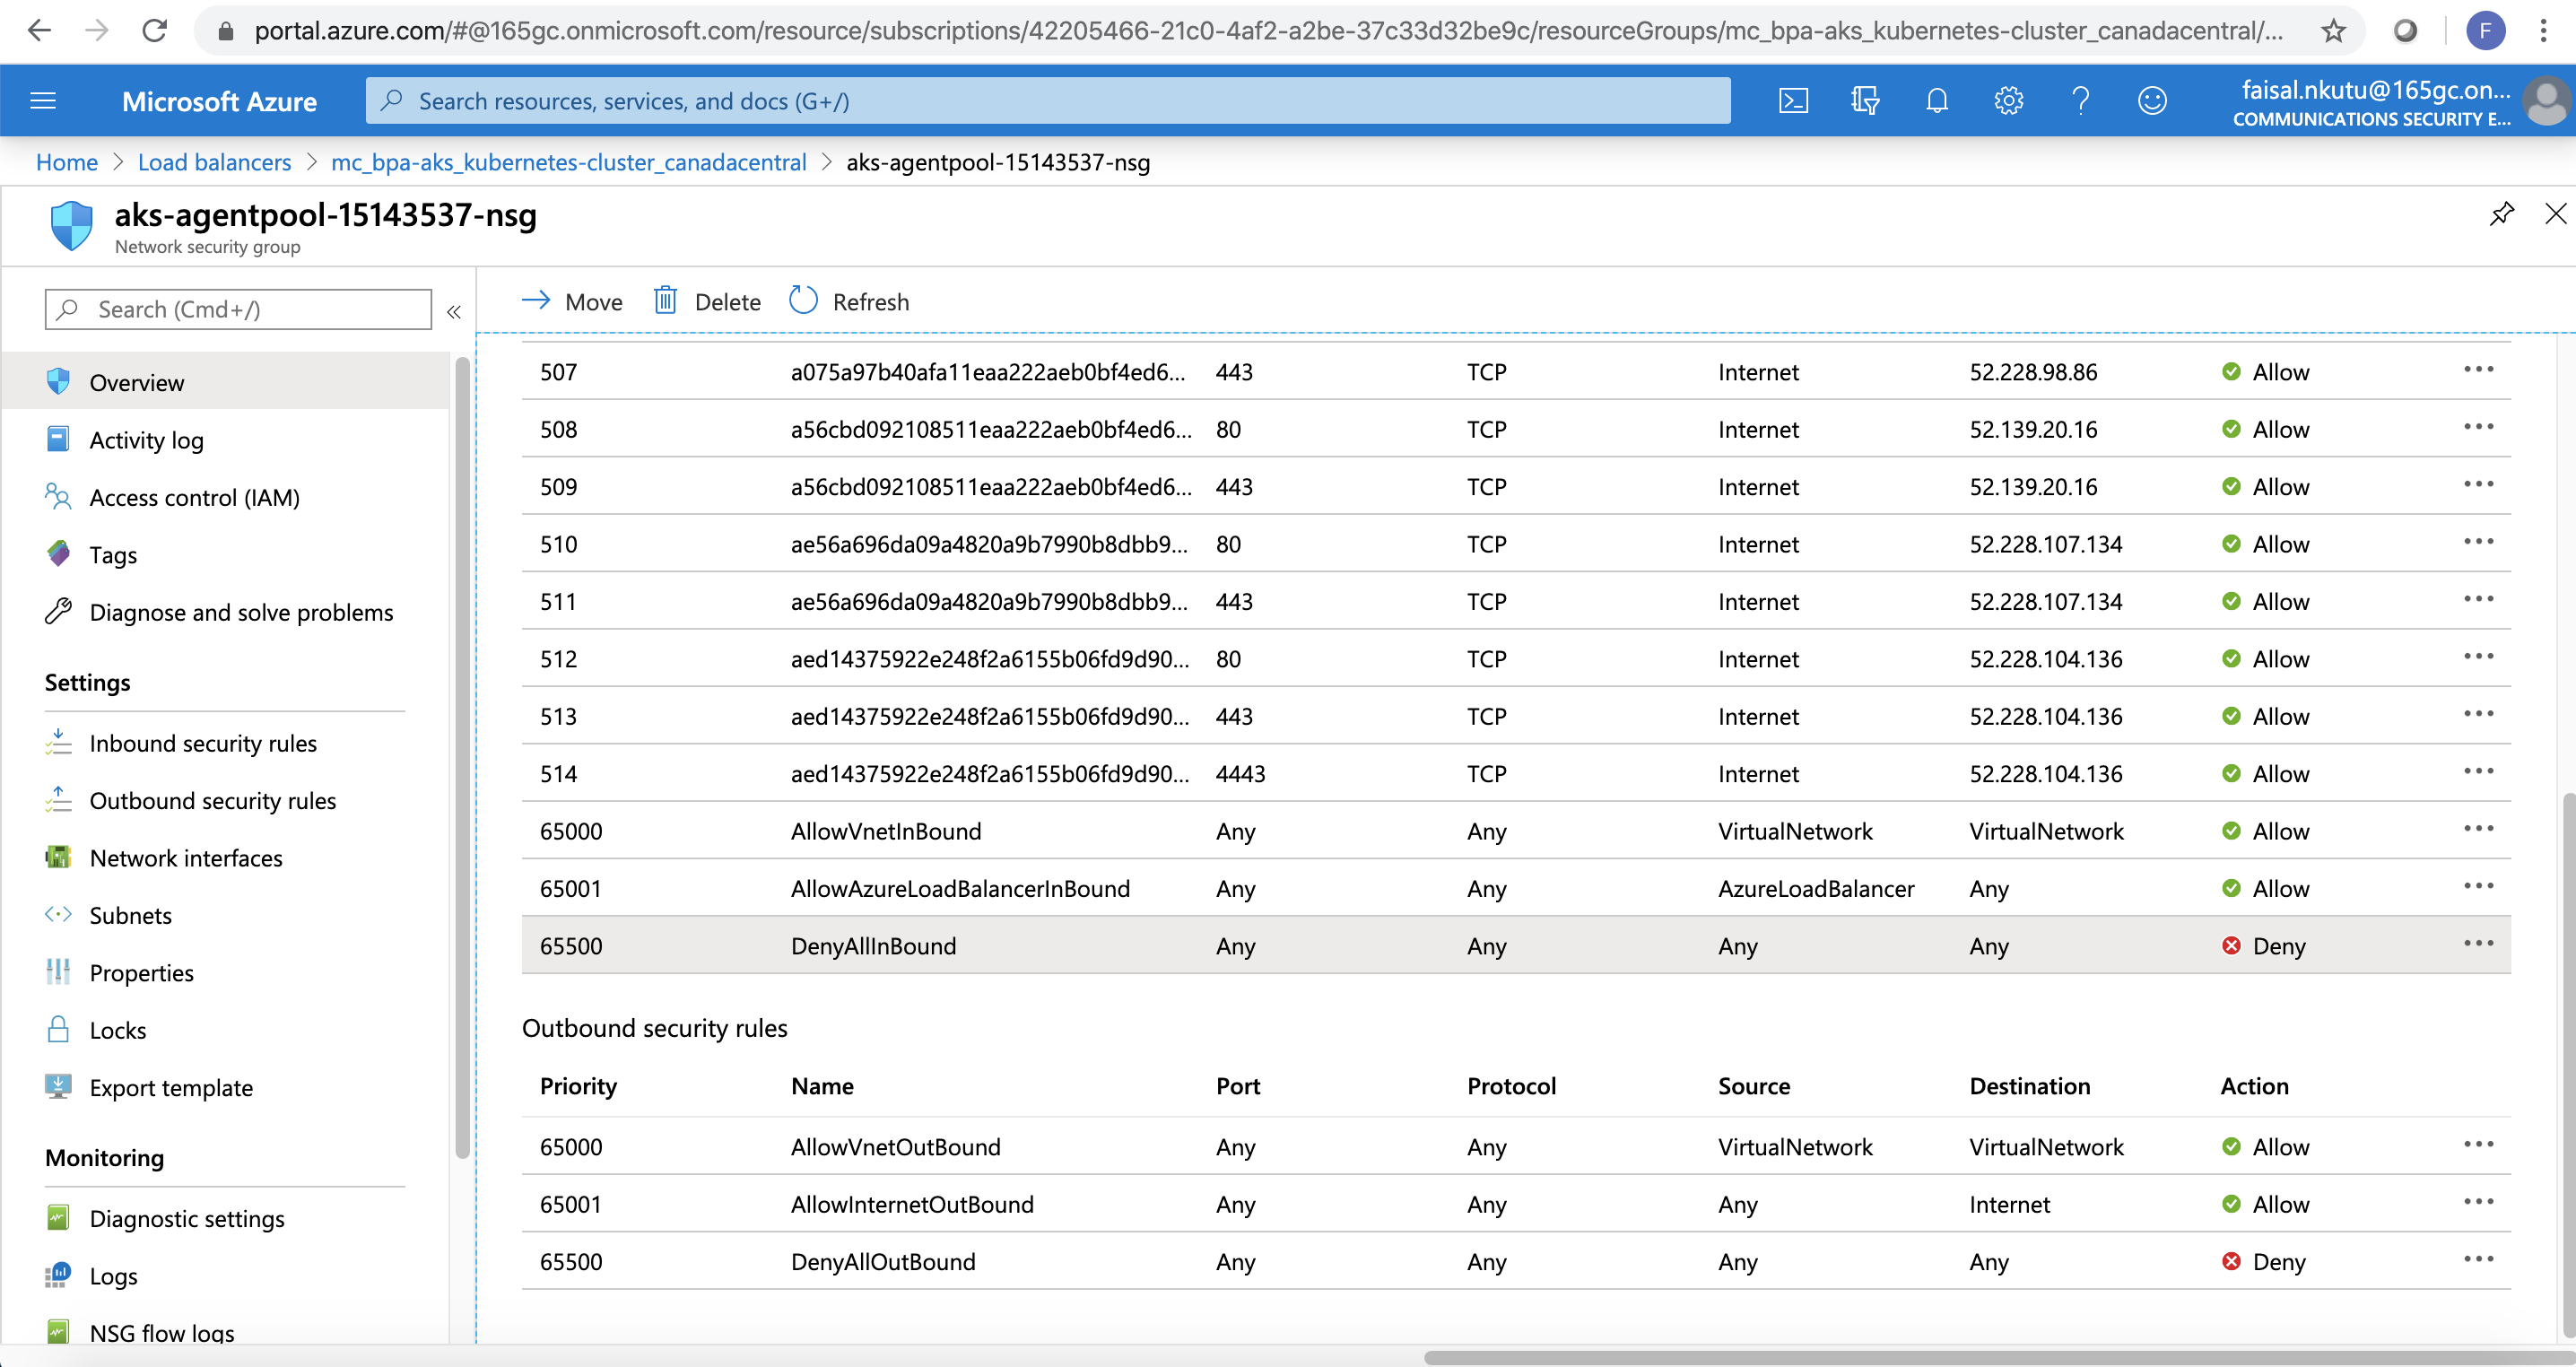 portal.azure.com/#@165gc.onmicrosoft.com/resource/subscriptions/42205466-21c0-4af2-a2be-37c33d32be9c/resourceGroups/mc_bpa-aks_kubernetes-cluster_canadacentral/...
F
Microsoft Azure
Search resources, services, and docs (G+/)
faisal.nkutu@165gc.on...
COMMUNICATIONS SECURITY E...
Home > Load balancers > mc_bpa-aks_kubernetes-cluster_canadacentral > aks-agentpool-15143537-nsg
aks-agentpool-15143537-nsg
Network security group
Search (Cmd+/)
«
Overview
Activity log
Access control (IAM)
Tags
Diagnose and solve problems
Settings
Inbound security rules
Outbound security rules
Network interfaces
Subnets
Properties
Locks
Export template
Monitoring
Diagnostic settings
Logs
NSG flow logs
Move Delete Refresh
507 a075a97b40afa11eaa222aeb0bf4ed6... 443 TCP Internet 52.228.98.86 Allow ...
508 a56cbd092108511eaa222aeb0bf4ed6... 80 TCP Internet 52.139.20.16 Allow ...
509 a56cbd092108511eaa222aeb0bf4ed6... 443 TCP Internet 52.139.20.16 Allow ...
510 ae56a696da09a4820a9b7990b8dbb9... 80 TCP Internet 52.228.107.134 Allow ...
511 ae56a696da09a4820a9b7990b8dbb9... 443 TCP Internet 52.228.107.134 Allow ...
512 aed14375922e248f2a6155b06fd9d90... 80 TCP Internet 52.228.104.136 Allow ...
513 aed14375922e248f2a6155b06fd9d90... 443 TCP Internet 52.228.104.136 Allow ...
514 aed14375922e248f2a6155b06fd9d90... 4443 TCP Internet 52.228.104.136 Allow ...
65000 AllowVnetInBound Any Any VirtualNetwork VirtualNetwork Allow ...
65001 AllowAzureLoadBalancerInBound Any Any AzureLoadBalancer Any Allow ...
65500 DenyAllInBound Any Any Any Any Deny ...
Outbound security rules
Priority Name Port Protocol Source Destination Action
65000 AllowVnetOutBound Any Any VirtualNetwork VirtualNetwork Allow ...
65001 AllowInternetOutBound Any Any Any Internet Allow ...
65500 DenyAllOutBound Any Any Any Any Deny ...